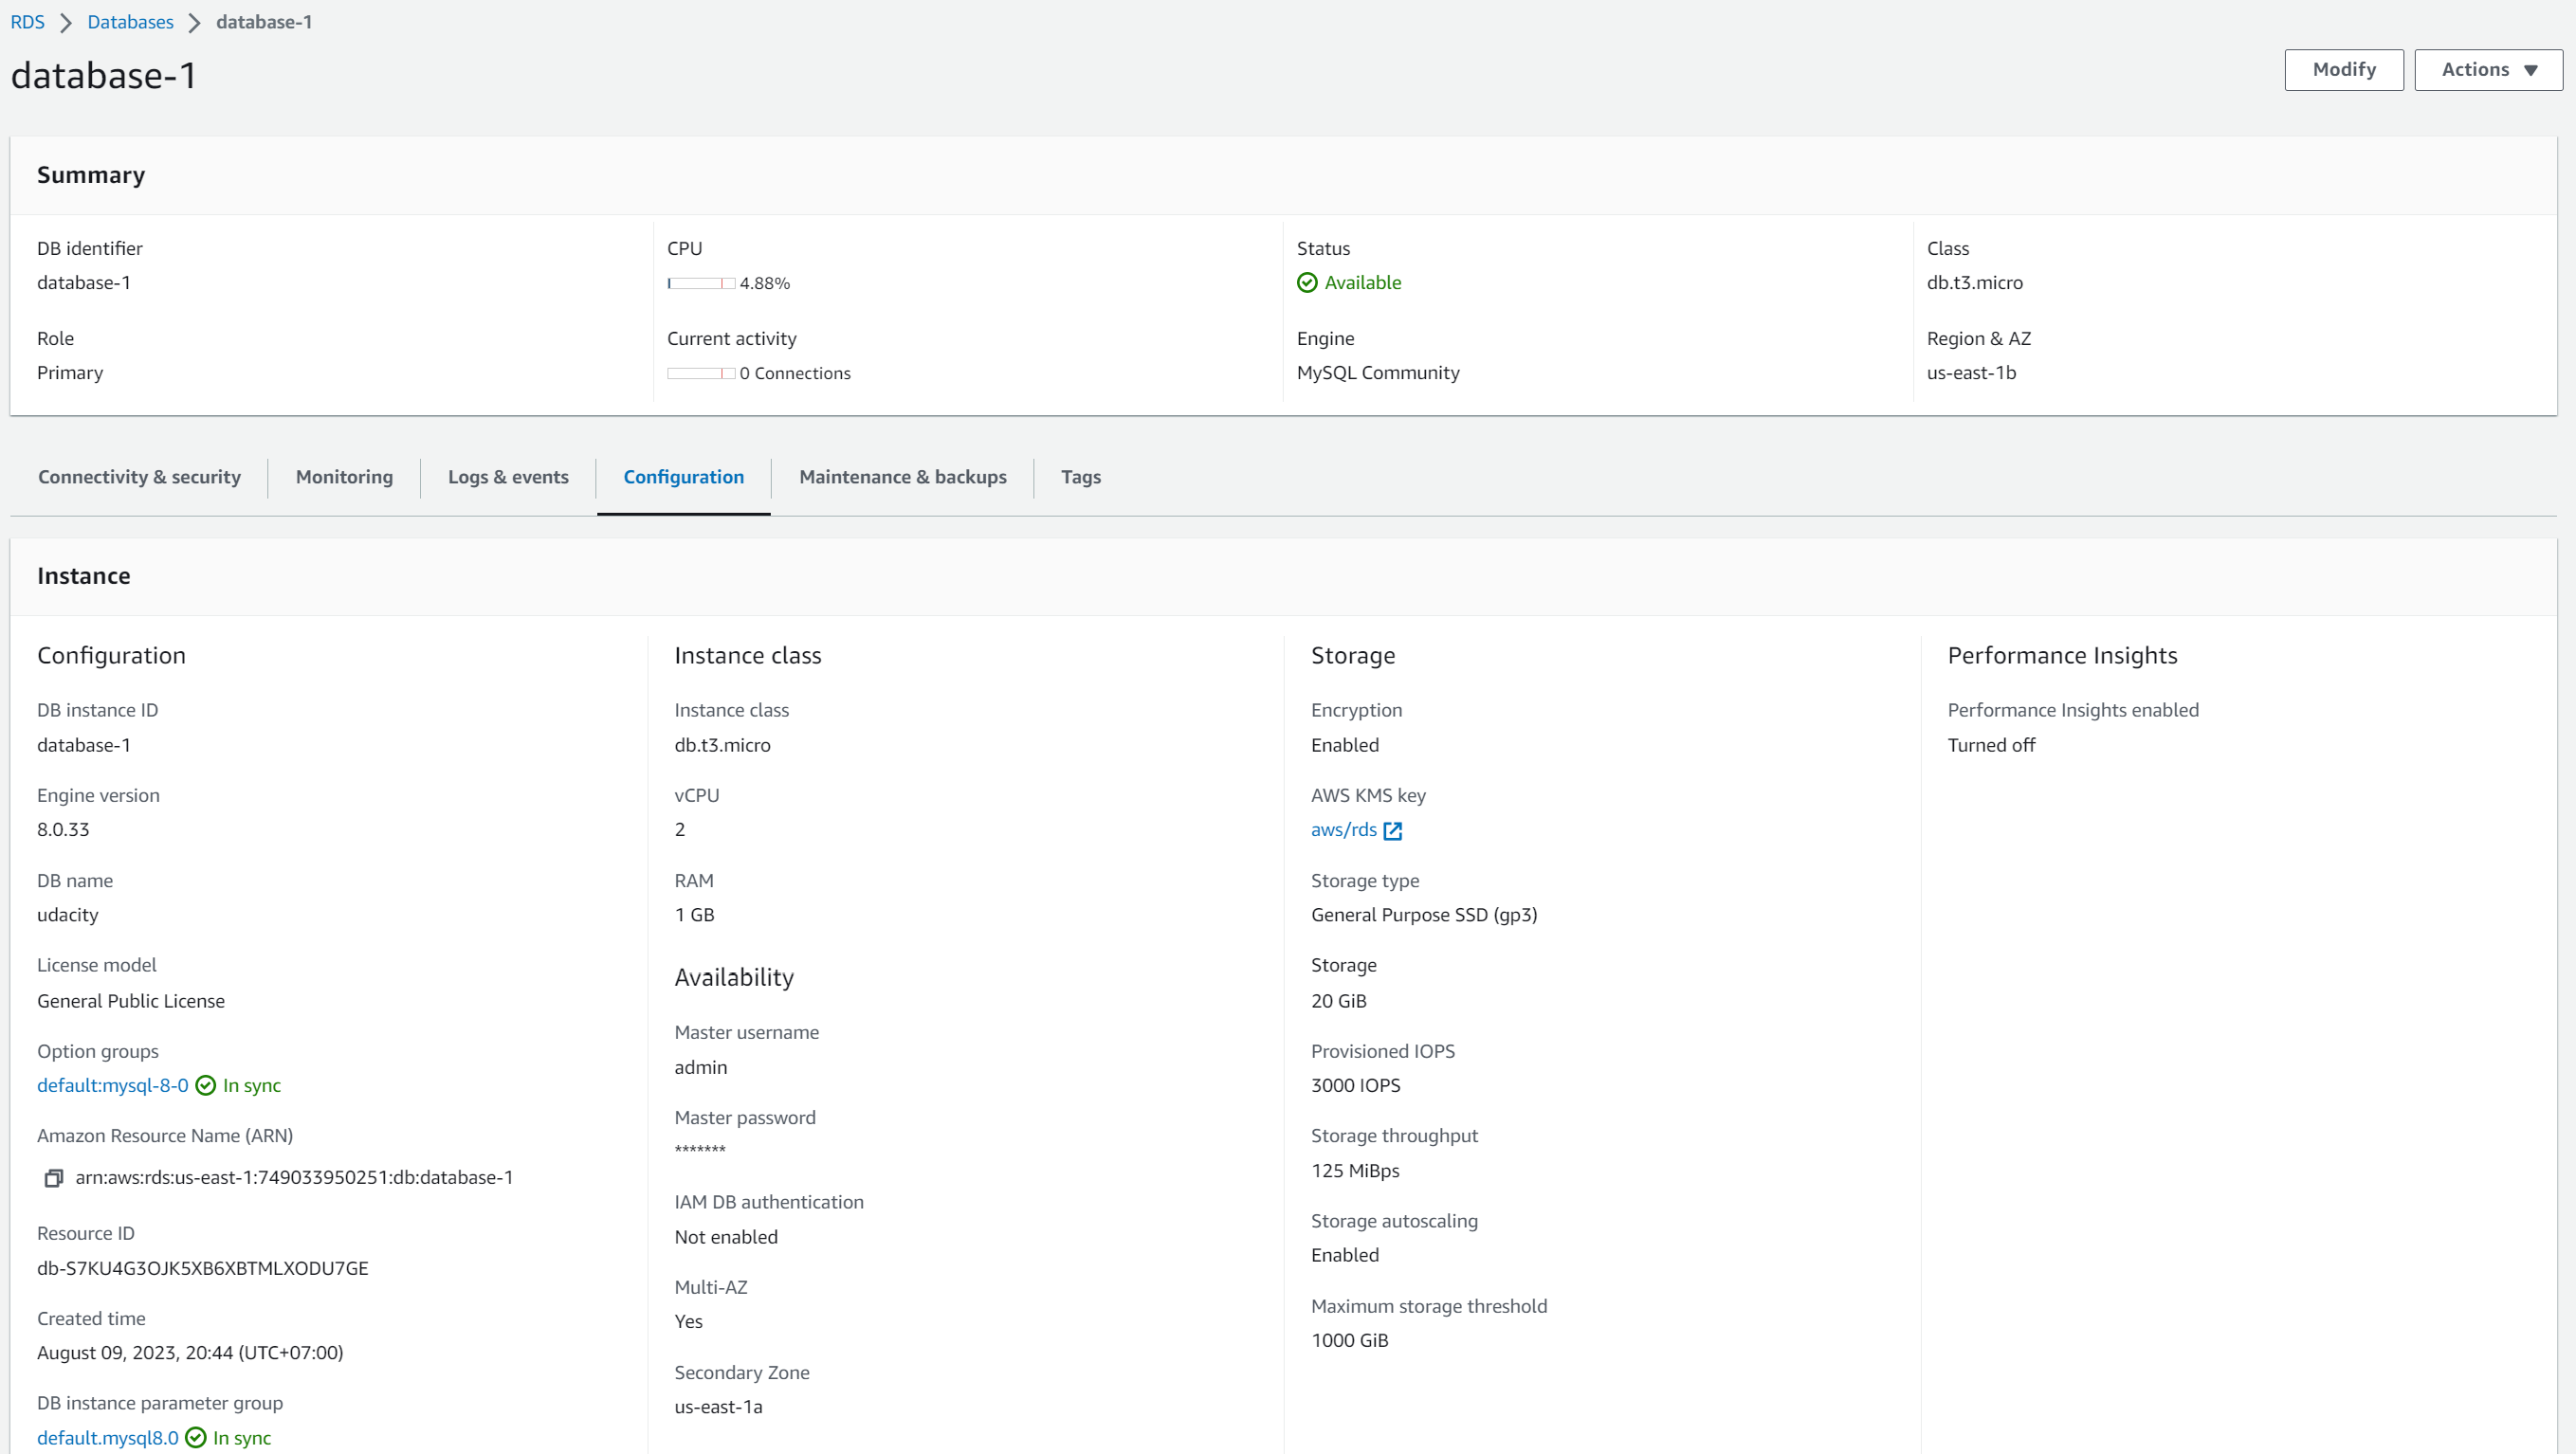 RDS > Databases > database-1
database-1
Modify
Actions
Summary
DB identifier
database-1
CPU
4.88%
Status
Available
Class
db.t3.micro
Role
Primary
Current activity
0 Connections
Engine
MySQL Community
Region & AZ
us-east-1b
Connectivity & security
Monitoring
Logs & events
Configuration
Maintenance & backups
Tags
Instance
Configuration
DB instance ID
database-1
Engine version
8.0.33
DB name
udacity
License model
General Public License
Option groups
default:mysql-8-0 In sync
Amazon Resource Name (ARN)
arn:aws:rds:us-east-1:749033950251:db:database-1
Resource ID
db-S7KU4G3OJK5XB6XBTMLXODU7GE
Created time
August 09, 2023, 20:44 (UTC+07:00)
DB instance parameter group
default.mysql8.0 In sync
Instance class
Instance class
db.t3.micro
vCPU
2
RAM
1 GB
Availability
Master username
admin
Master password
*******
IAM DB authentication
Not enabled
Multi-AZ
Yes
Secondary Zone
us-east-1a
Storage
Encryption
Enabled
AWS KMS key
aws/rds
Storage type
General Purpose SSD (gp3)
Storage
20 GiB
Provisioned IOPS
3000 IOPS
Storage throughput
125 MiBps
Storage autoscaling
Enabled
Maximum storage threshold
1000 GiB
Performance Insights
Performance Insights enabled
Turned off